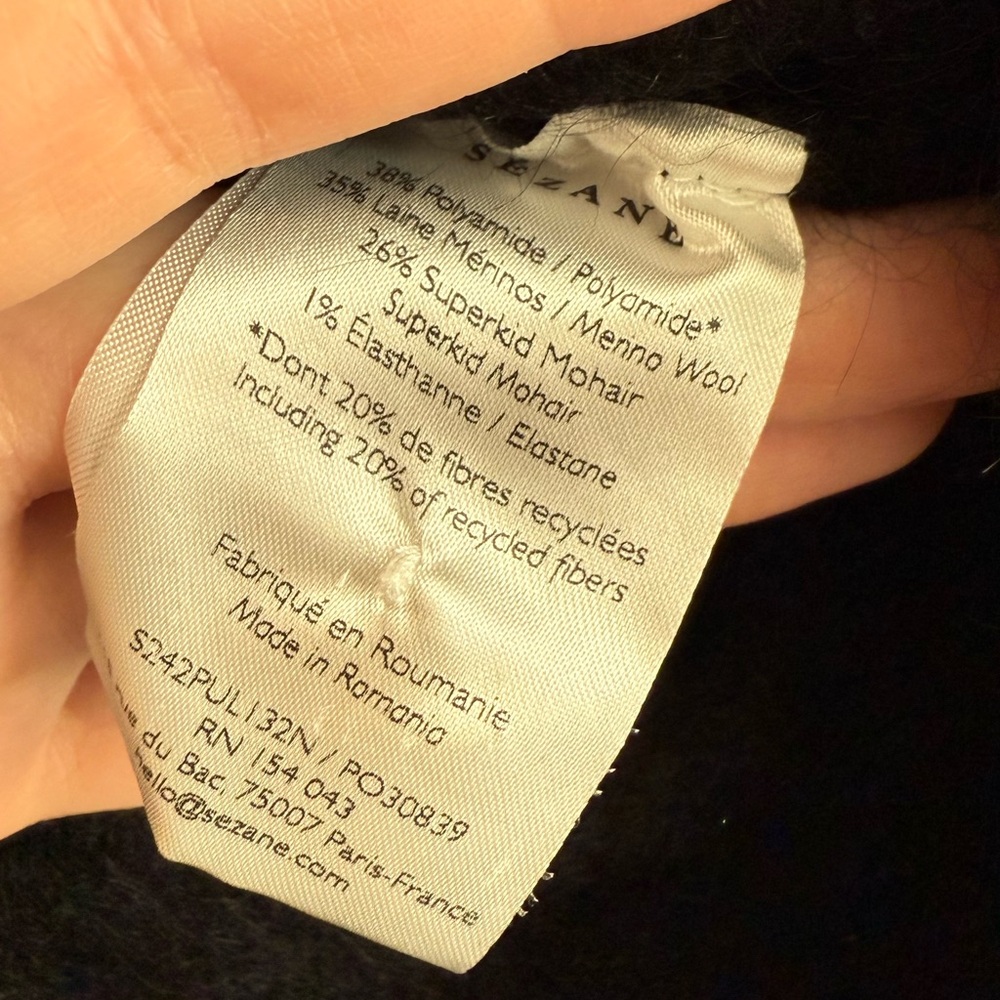 SEZANE
38% Polyamide / Polyamide*
35% Laine Mérinos / Merino Wool
26% Superkid Mohair
Superkid Mohair
1% Élasthanne / Elastane
*Dont 20% de fibres recyclées
Including 20% of recycled fibers
Fabriqué en Roumanie
Made in Romania
S242PUL132N / PO30839
RN 154 043
rue du Bac, 75007 Paris-France
hello@sezane.com